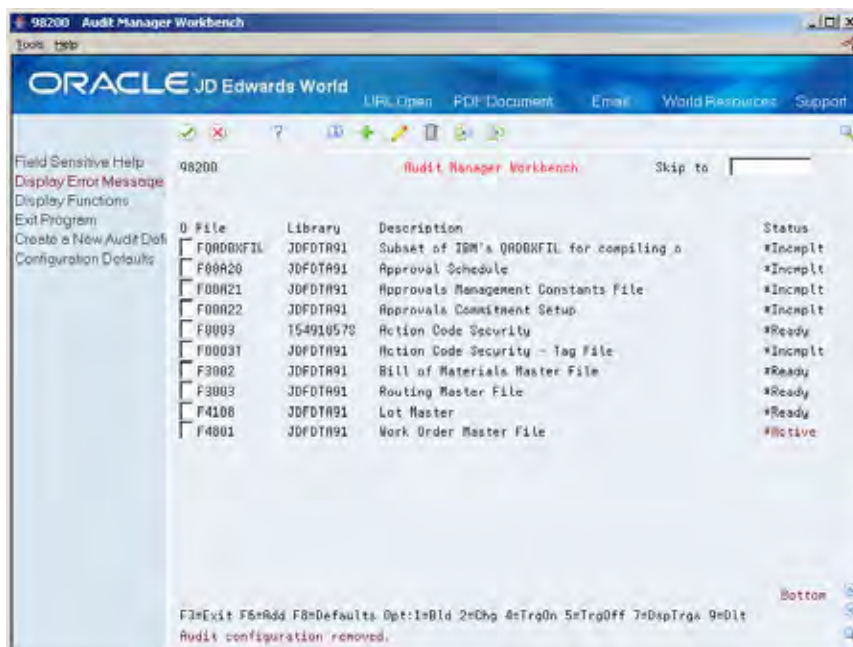 98200 Audit Manager Workbench
Tools Help
ORACLE JD Edwards World
URL Open PDF Document Email World Resources Support
Field Sensitive Help
Display Error Message
Display Functions
Exit Program
Create a New Audit Defi
Configuration Defaults
98200 Audit Manager Workbench Skip to
O File Library Description Status
FQADBXFIL JDFDTA91 Subset of IBM's QADBXFIL for compiling o *Incmplt
F00A20 JDFDTA91 Approval Schedule *Incmplt
F00A21 JDFDTA91 Approvals Management Constants File *Incmplt
F00A22 JDFDTA91 Approvals Commitment Setup *Incmplt
F0003 Action Code Security *Ready
F0003T JDFDTA91 Action Code Security - Tag File *Incmplt
F3002 JDFDTA91 Bill of Materials Master File *Ready
F3003 JDFDTA91 Routing Master File *Ready
F4108 JDFDTA91 Lot Master *Ready
F4801 JDFDTA91 Work Order Master File *Active
Bottom
F3=Exit F6=Add F8=Defaults Opt:1=Bld 2=Chg 4=TrgOn 5=TrgOff 7=DspTrgs 9=Dlt
Audit configuration removed.